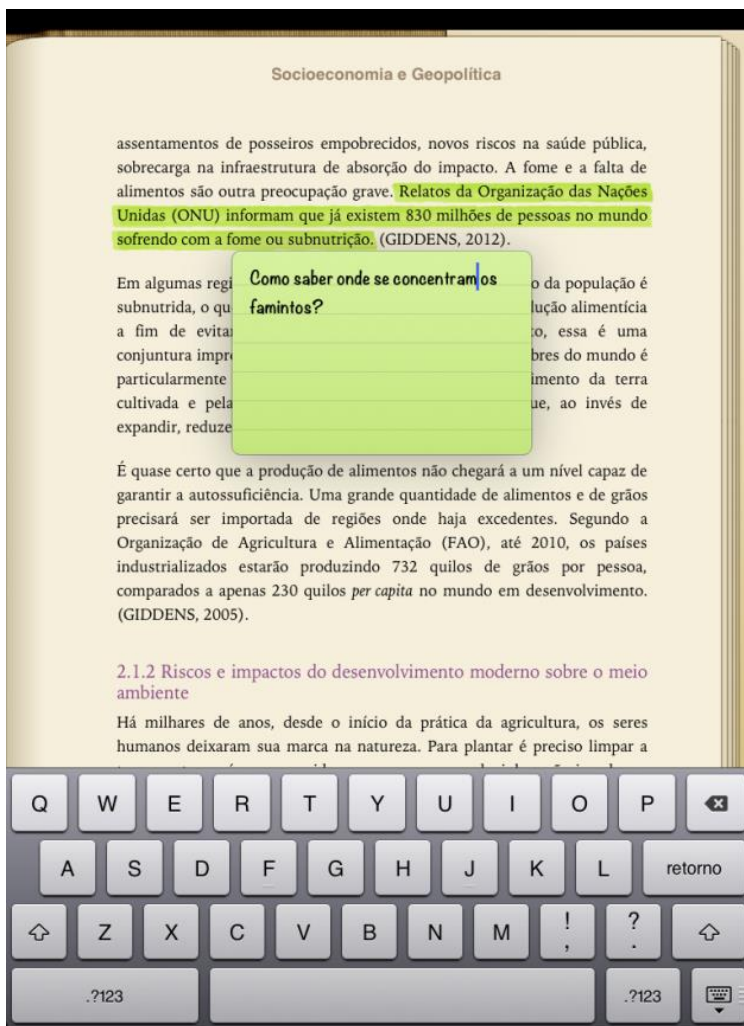 Socioeconomia e Geopolítica
assentamentos de posseiros empobrecidos, novos riscos na saúde pública,
sobrecarga na infraestrutura de absorção do impacto. A fome e a falta de
alimentos são outra preocupação grave. Relatos da Organização das Nações
Unidas (ONU) informam que já existem 830 milhões de pessoas no mundo
sofrendo com a fome ou subnutrição. (GIDDENS, 2012).
Como saber onde se concentram os
famintos?
Em algumas regi o da população é
subnutrida, o qu lução alimentícia
a fim de evita to, essa é uma
conjuntura impr bres do mundo é
particularmente imento da terra
cultivada e pela ue, ao invés de
expandir, reduze
É quase certo que a produção de alimentos não chegará a um nível capaz de
garantir a autossuficiência. Uma grande quantidade de alimentos e de grãos
precisará ser importada de regiões onde haja excedentes. Segundo a
Organização de Agricultura e Alimentação (FAO), até 2010, os países
industrializados estarão produzindo 732 quilos de grãos por pessoa,
comparados a apenas 230 quilos per capita no mundo em desenvolvimento.
(GIDDENS, 2005).
2.1.2 Riscos e impactos do desenvolvimento moderno sobre o meio
ambiente
Há milhares de anos, desde o início da prática da agricultura, os seres
humanos deixaram sua marca na natureza. Para plantar é preciso limpar a
Q W E R T Y U I O P
A S D F G H J K L retorno
Z X C V B N M ! , ? .
.?123 .?123